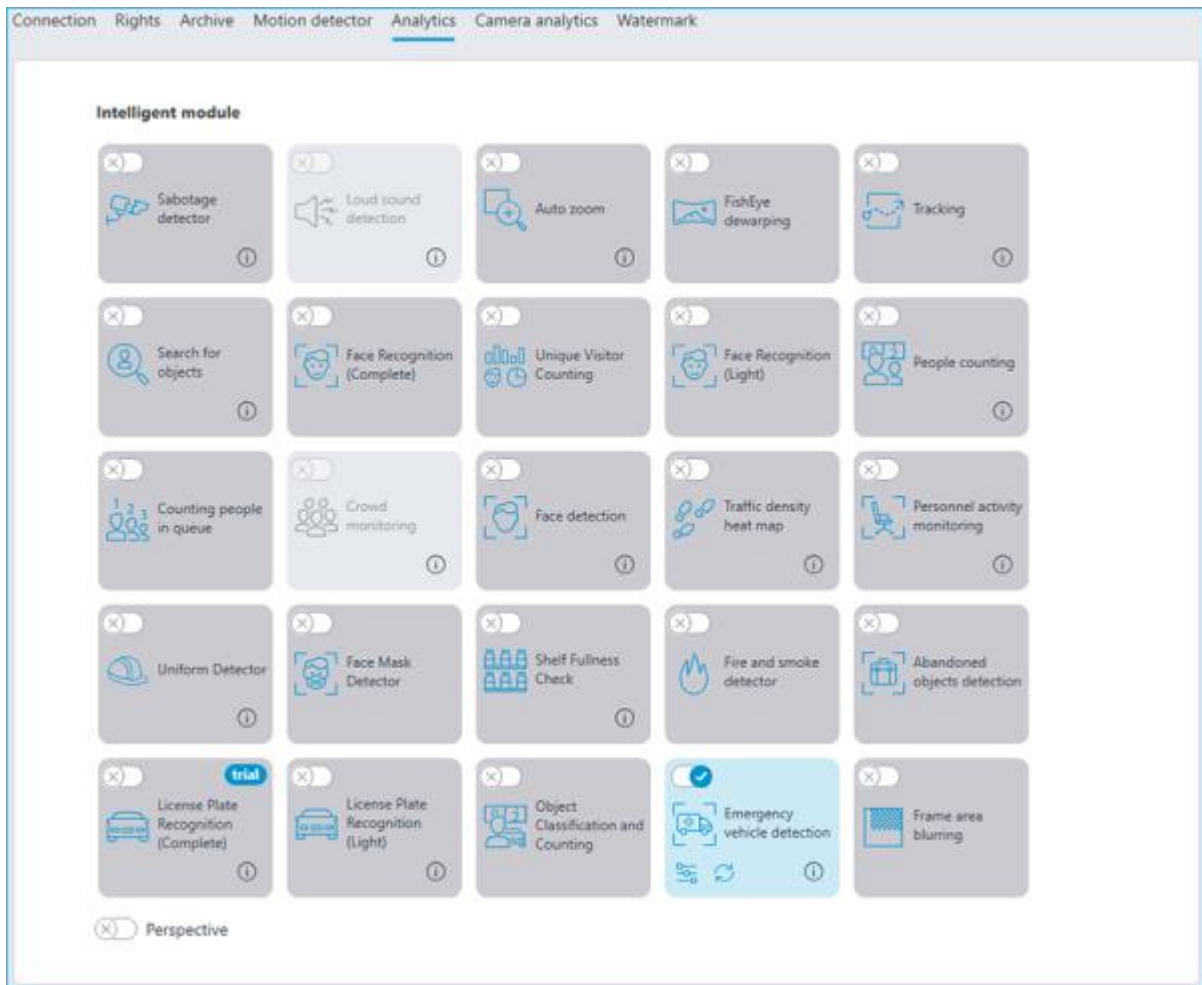 Connection Rights Archive Motion detector Analytics Camera analytics Watermark
Intelligent module
Sabotage
detector
Loud sound
detection
Auto zoom
FishEye
dewarping
Tracking
Search for
objects
Face Recognition
(Complete)
Unique Visitor
Counting
Face Recognition
(Light)
People counting
1 2 3
Counting people
in queue
Crowd
monitoring
Face detection
Traffic density
heat map
Personnel activity
monitoring
Uniform Detector
Face Mask
Detector
Shelf Fullness
Check
Fire and smoke
detector
Abandoned
objects detection
trial
License Plate
Recognition
(Complete)
License Plate
Recognition
(Light)
Object
Classification and
Counting
Emergency
vehicle detection
Frame area
blurring
Perspective